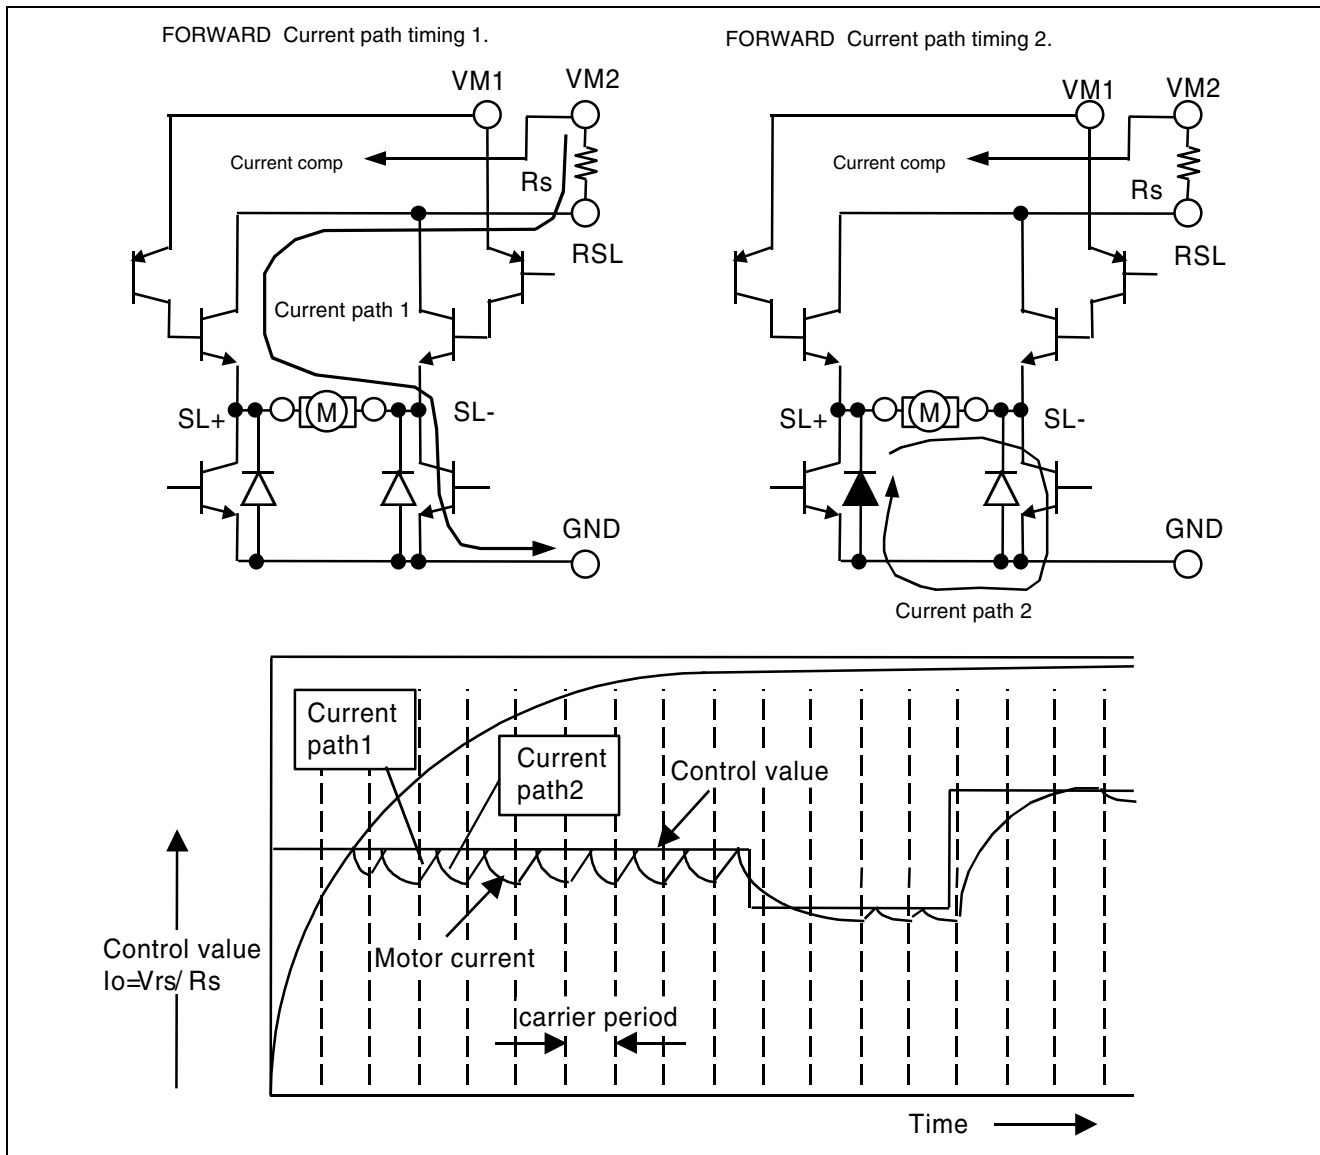 FORWARD  Current path timing 1.
VM1
VM2
Current comp
Rs
RSL
Current path 1
SL+
M
SL-
GND
FORWARD  Current path timing 2.
VM1
VM2
Current comp
Rs
RSL
SL+
M
SL-
GND
Current path 2
Current
path1
Current
path2
Control value
Motor current
Control value
Io=Vrs/ Rs
carrier period
Time